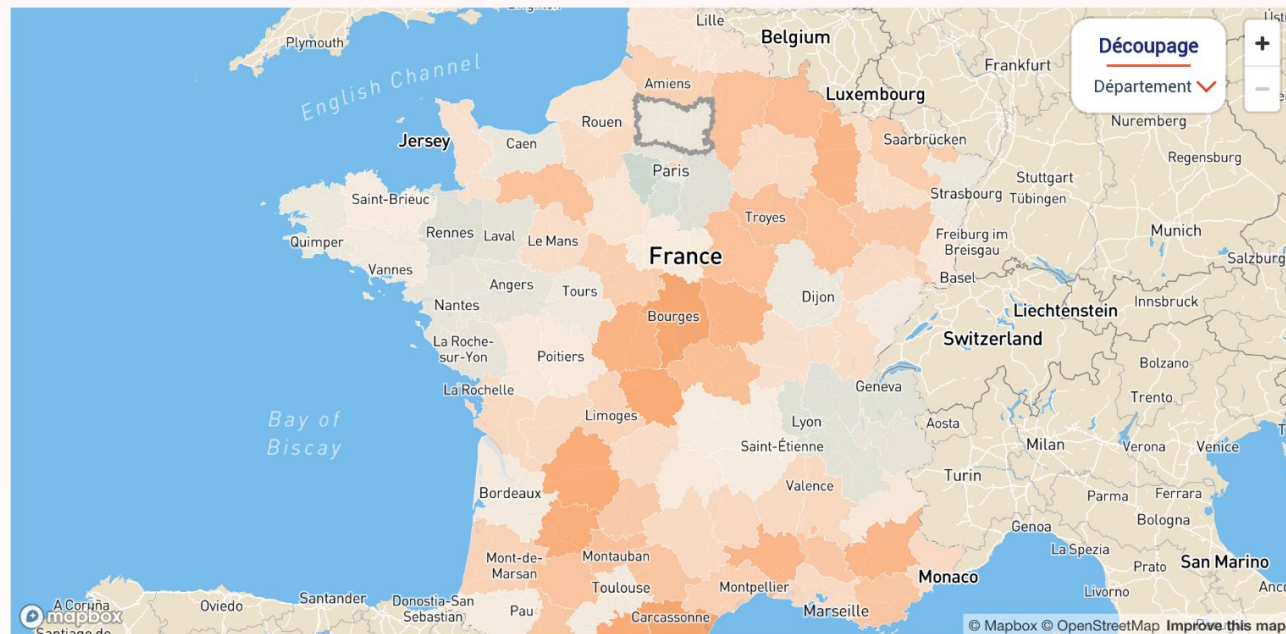 Brighton
Plymouth
English Channel
Lille
Belgium
Découpage
Département
+
−
Frankfurt
Amiens
Luxembourg
Nuremberg
Rouen
Jersey
Caen
Saarbrücken
Regensburg
Paris
Strasbourg
Stuttgart
Tübingen
Saint-Brieuc
Quimper
Rennes
Laval
Le Mans
Troyes
Vannes
France
Freiburg im
Breisgau
Munich
Salzburg
Basel
Angers
Tours
Nantes
Dijon
Bourges
Liechtenstein
Innsbruck
La Roche-
sur-Yon
Poitiers
Switzerland
Bolzano
La Rochelle
Geneva
Trento
Bay of
Biscay
Limoges
Lyon
Aosta
Saint-Étienne
Milan
Verona
Venice
Turin
Bordeaux
Valence
Parma
Ferrara
Genoa
Bologna
Mont-de-
Marsan
Montauban
La Spezia
Prato
San Marino
Toulouse
Montpellier
Monaco
Livorno
A Coruña
Oviedo
Santander
Donostia-San
Sebastián
Pau
Carcassonne
Marseille
Santiago de
mapbox
© Mapbox © OpenStreetMap Improve this map